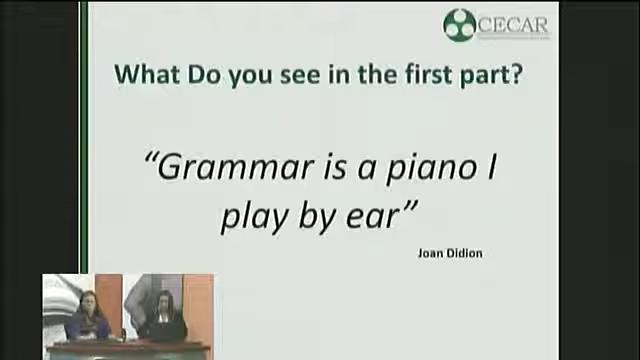 CECAR
What Do you see in the first part?
“Grammar is a piano I
play by ear”
Joan Didion